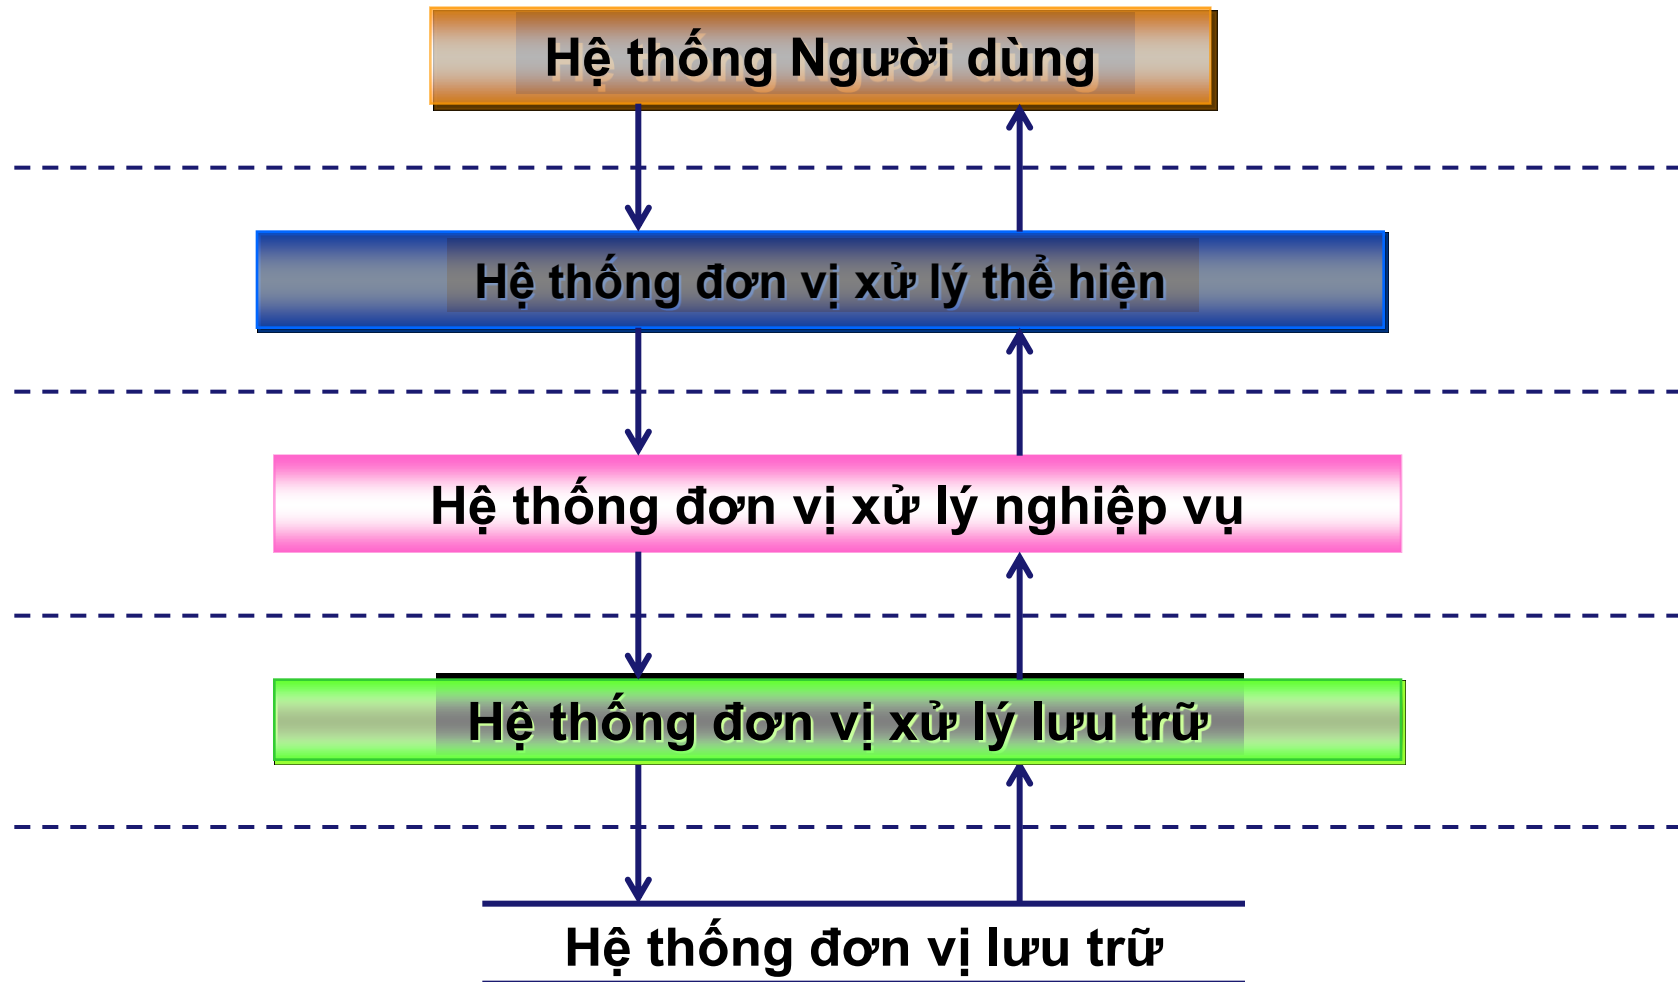 Hệ thống Người dùng
Hệ thống đơn vị xử lý thể hiện
Hệ thống đơn vị xử lý nghiệp vụ
Hệ thống đơn vị xử lý lưu trữ
Hệ thống đơn vị lưu trữ